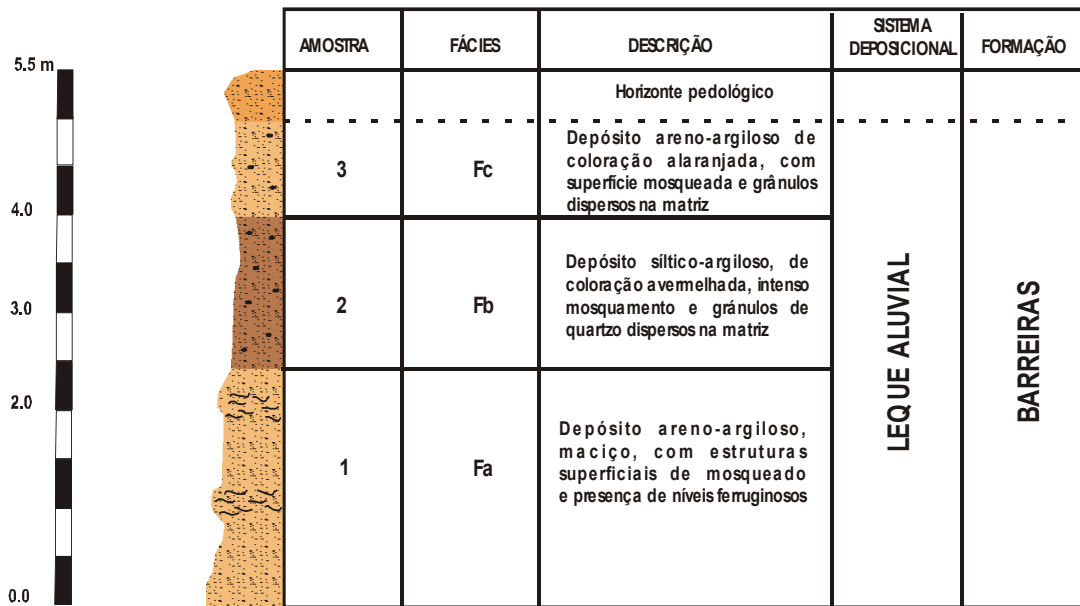 AMOSTRA
FÁCIES
DESCRIÇÃO
SISTEMA
DEPOSICIONAL
FORMAÇÃO
5.5 m
4.0
3.0
2.0
0.0
Horizonte pedológico
3
Fc
Depósito areno-argiloso de
coloração alaranjada, com
superfície mosqueada e grânulos
dispersos na matriz
2
Fb
Depósito síltico-argiloso, de
coloração avermelhada, intenso
mosquamento e gránulos de
quartzo dispersos na matriz
1
Fa
Depósito areno-argiloso,
maciço, com estruturas
superficiais de mosqueado
e presença de níveis ferruginosos
LEQUE ALUVIAL
BARREIRAS